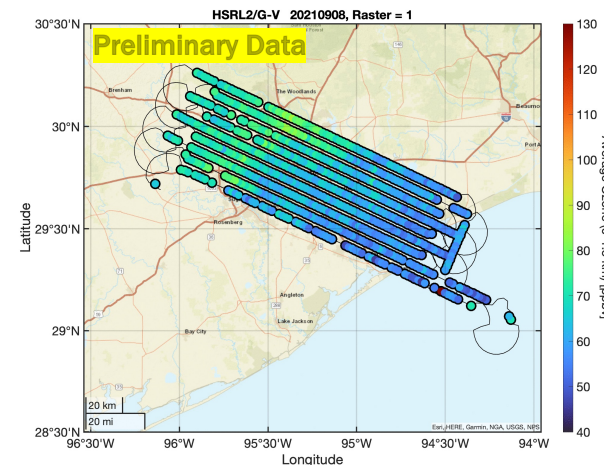 HSRL2/G-V 20210908, Raster = 1
Preliminary Data
30°30'N
30°N
29°30'N
29°N
28°30'N
Latitude
96°30'W
96°W
95°30'W
95°W
94°30'W
94°W
Longitude
130
120
110
100
90
80
70
60
50
40
Brenham
The Woodlands
Beaumo
Port A
Rosenberg
Angleton
Lake Jackson
Bay City
20 km
20 mi
Esri, HERE, Garmin, NGA, USGS, NPS